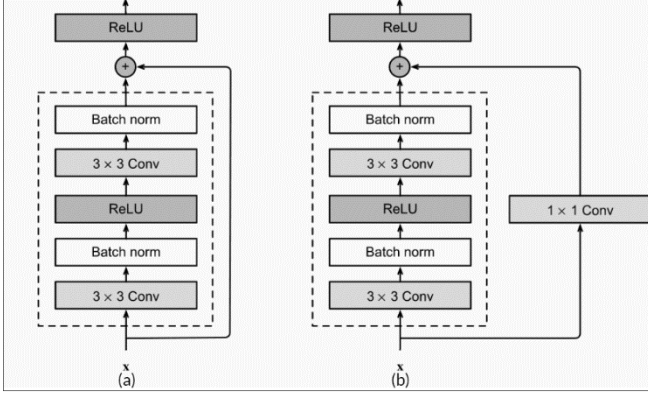 ReLU
+
Batch norm
3 × 3 Conv
ReLU
Batch norm
3 × 3 Conv
x
(a)
ReLU
+
Batch norm
3 × 3 Conv
ReLU
Batch norm
3 × 3 Conv
1 × 1 Conv
x
(b)